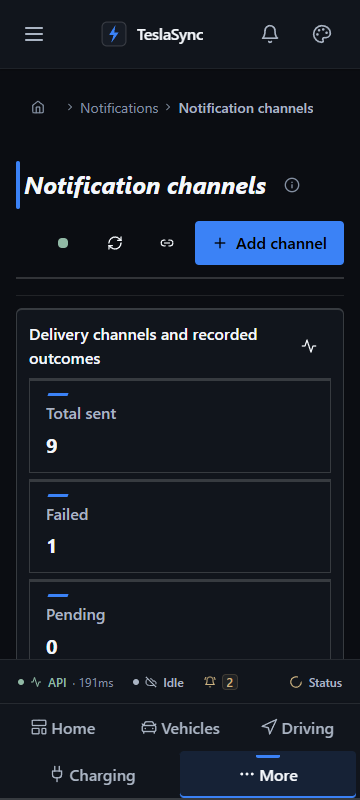 TeslaSync
Notifications > Notification channels
Notification channels
+ Add channel
Delivery channels and recorded
outcomes
Total sent
9
Failed
1
Pending
0
API · 191ms Idle 2 Status
Home Vehicles Driving
Charging More